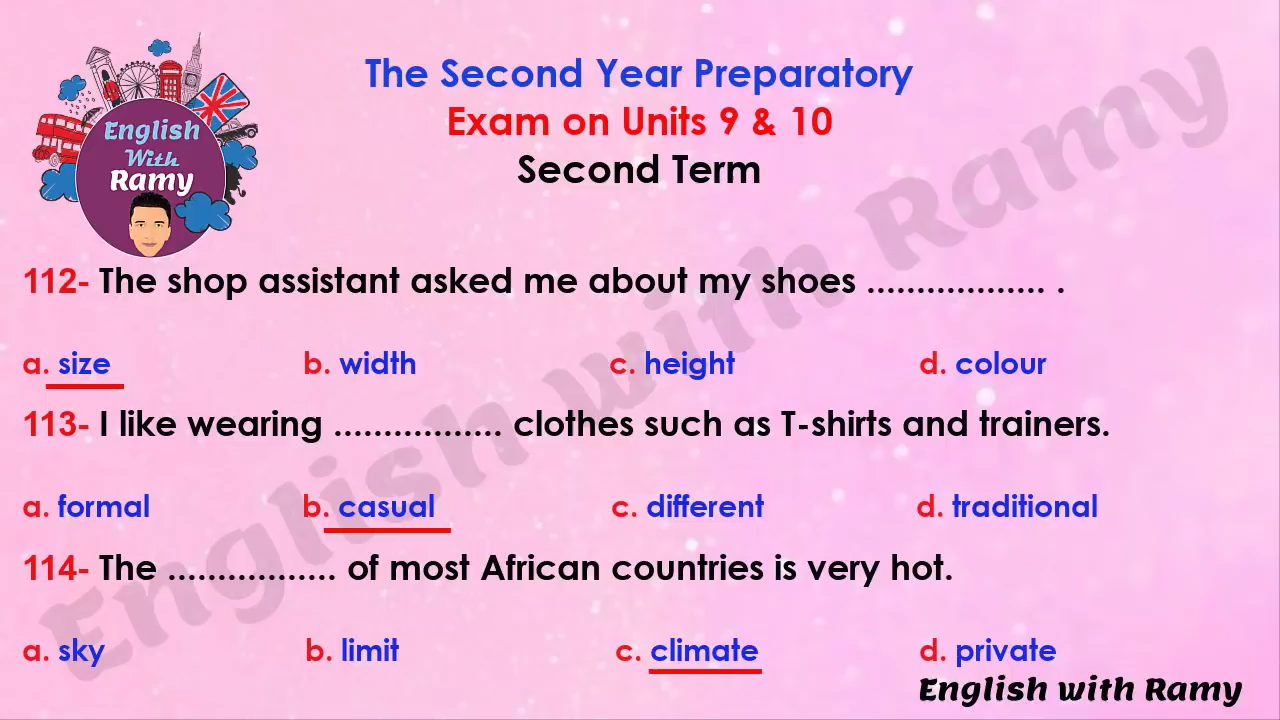 English
With
Ramy
The Second Year Preparatory
Exam on Units 9 & 10
Second Term
112- The shop assistant asked me about my shoes .................. .
a. size b. width c. height d. colour
113- I like wearing ................. clothes such as T-shirts and trainers.
a. formal b. casual c. different d. traditional
114- The ................. of most African countries is very hot.
a. sky b. limit c. climate d. private
English with Ramy
English with Ramy